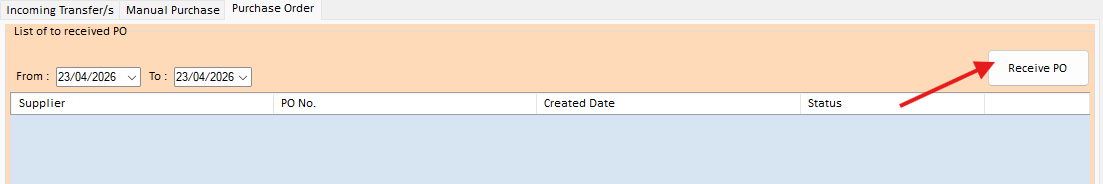 Incoming Transfer/s Manual Purchase Purchase Order
List of to received PO
Receive PO
From : 23/04/2026 To : 23/04/2026
Supplier PO No. Created Date Status